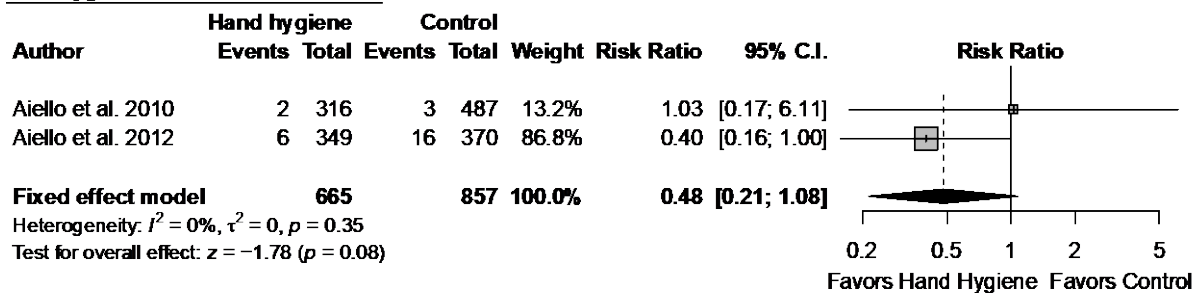 Hand hygiene Control
Author Events Total Events Total Weight Risk Ratio 95% C.I. Risk Ratio
Aiello et al. 2010 2 316 3 487 13.2% 1.03 [0.17; 6.11]
Aiello et al. 2012 6 349 16 370 86.8% 0.40 [0.16; 1.00]
Fixed effect model 665 857 100.0% 0.48 [0.21; 1.08]
Heterogeneity: I² = 0%, τ² = 0, p = 0.35
Test for overall effect: z = −1.78 (p = 0.08)
0.2 0.5 1 2 5
Favors Hand Hygiene Favors Control